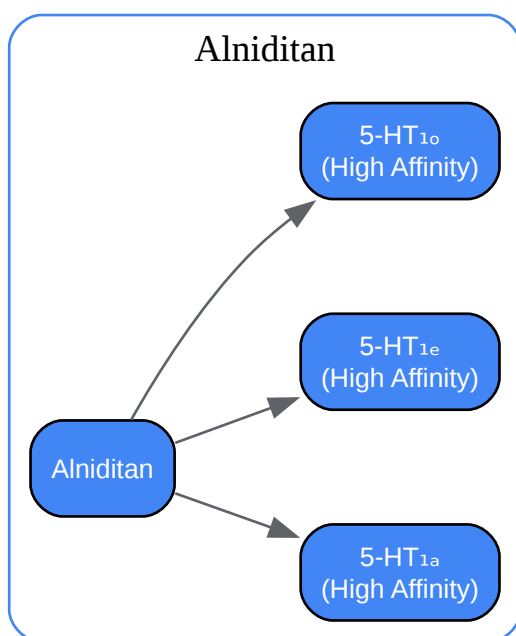 Alniditan
5-HT₁ₒ
(High Affinity)
5-HT₁ₑ
(High Affinity)
Alniditan
5-HT₁ₐ
(High Affinity)